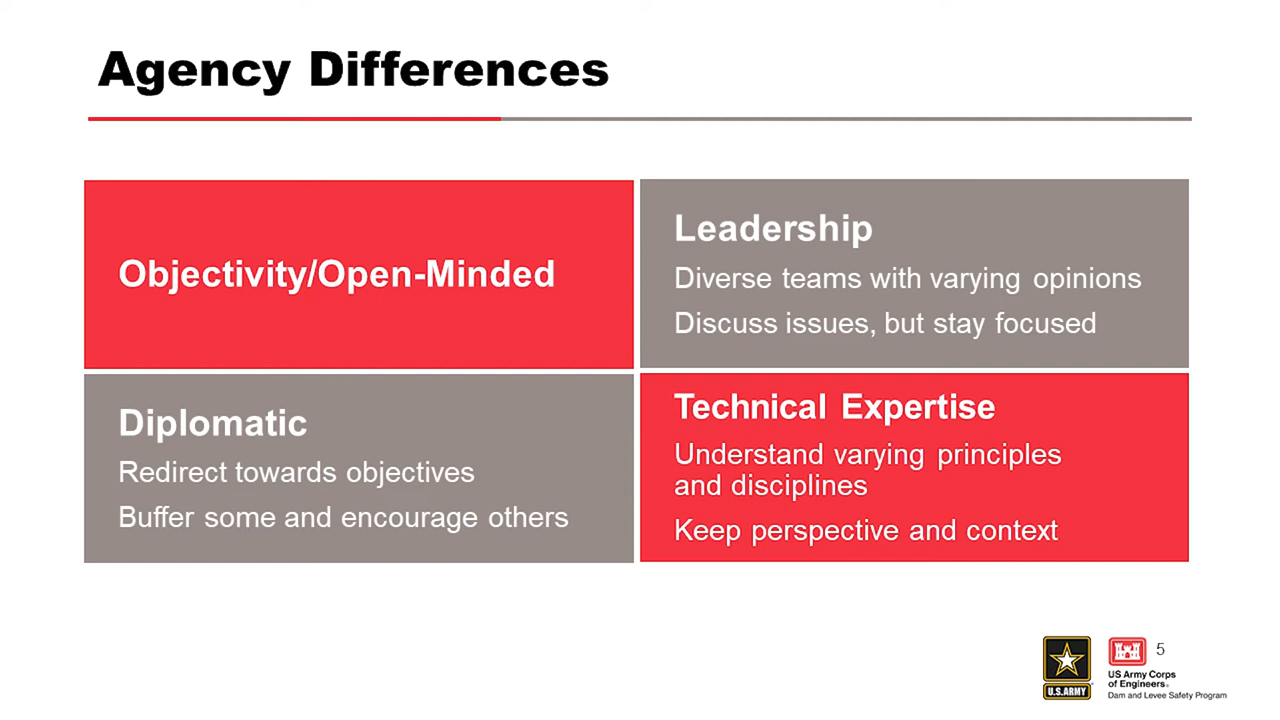 Agency Differences
Objectivity/Open-Minded
Leadership
Diverse teams with varying opinions
Discuss issues, but stay focused
Diplomatic
Redirect towards objectives
Buffer some and encourage others
Technical Expertise
Understand varying principles
and disciplines
Keep perspective and context
U.S.ARMY
5
US Army Corps
of Engineers®
Dam and Levee Safety Program